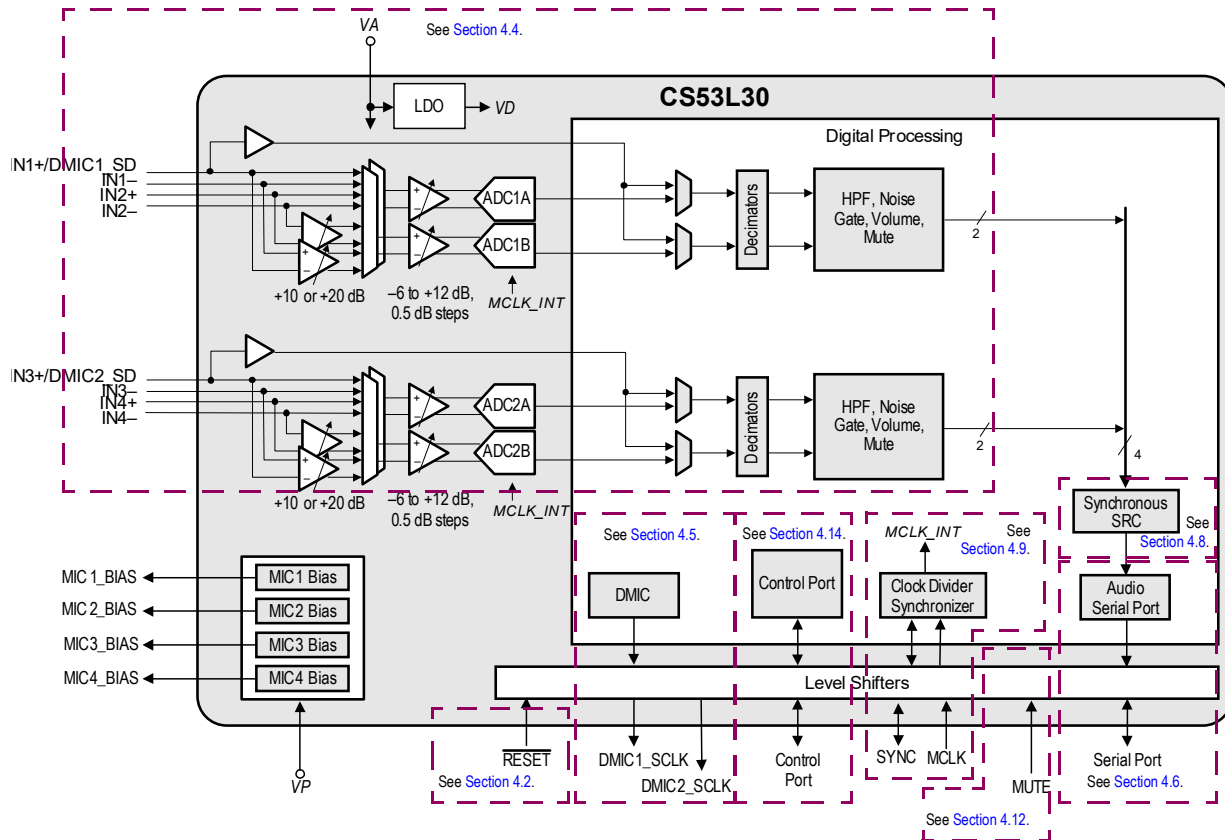 VA
See Section 4.4.
CS53L30
LDO
VD
Digital Processing
IN1+/DMIC1_SD
IN1–
IN2+
IN2–
+
–
+
–
+
–
ADC1A
ADC1B
Decimators
HPF, Noise
Gate, Volume,
Mute
2
+10 or +20 dB
–6 to +12 dB,
0.5 dB steps
MCLK_INT
IN3+/DMIC2_SD
IN3–
IN4+
IN4–
+
–
+
–
+
–
ADC2A
ADC2B
Decimators
HPF, Noise
Gate, Volume,
Mute
2
4
+10 or +20 dB
–6 to +12 dB,
0.5 dB steps
MCLK_INT
Synchronous
SRC
See
Section 4.8.
See Section 4.5.
See Section 4.14.
MCLK_INT
See
Section 4.9.
MIC1_BIAS
MIC1 Bias
MIC2_BIAS
MIC2 Bias
MIC3_BIAS
MIC3 Bias
MIC4_BIAS
MIC4 Bias
DMIC
Control Port
Clock Divider
Synchronizer
Audio
Serial Port
Level Shifters
VP
RESET
See Section 4.2.
DMIC1_SCLK
DMIC2_SCLK
Control
Port
SYNC
MCLK
MUTE
See Section 4.12.
Serial Port
See Section 4.6.